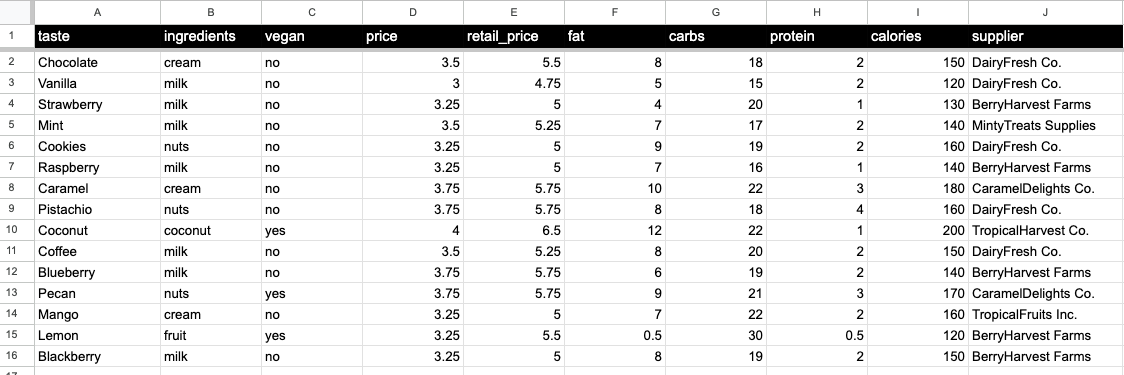 A B C D E F G H I J
1 taste ingredients vegan price retail_price fat carbs protein calories supplier
2 Chocolate cream no 3.5 5.5 8 18 2 150 DairyFresh Co.
3 Vanilla milk no 3 4.75 5 15 2 120 DairyFresh Co.
4 Strawberry milk no 3.25 5 4 20 1 130 BerryHarvest Farms
5 Mint milk no 3.5 5.25 7 17 2 140 MintyTreats Supplies
6 Cookies nuts no 3.25 5 9 19 2 160 DairyFresh Co.
7 Raspberry milk no 3.25 5 7 16 1 140 BerryHarvest Farms
8 Caramel cream no 3.75 5.75 10 22 3 180 CaramelDelights Co.
9 Pistachio nuts no 3.75 5.75 8 18 4 160 DairyFresh Co.
10 Coconut coconut yes 4 6.5 12 22 1 200 TropicalHarvest Co.
11 Coffee milk no 3.5 5.25 8 20 2 150 DairyFresh Co.
12 Blueberry milk no 3.75 5.75 6 19 2 140 BerryHarvest Farms
13 Pecan nuts yes 3.75 5.75 9 21 3 170 CaramelDelights Co.
14 Mango cream no 3.25 5 7 22 2 160 TropicalFruits Inc.
15 Lemon fruit yes 3.25 5.5 0.5 30 0.5 120 BerryHarvest Farms
16 Blackberry milk no 3.25 5 8 19 2 150 BerryHarvest Farms